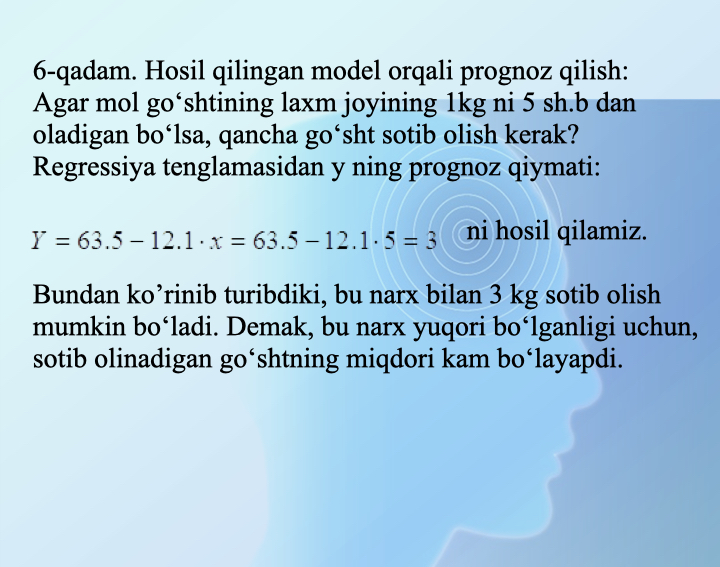 6-qadam. Hosil qilingan model orqali prognoz qilish:
Agar mol go‘shtining laxm joyining 1kg ni 5 sh.b dan
oladigan bo‘lsa, qancha go‘sht sotib olish kerak?
Regressiya tenglamasidan y ning prognoz qiymati:
Y = 63.5 – 12.1 · x = 63.5 – 12.1 · 5 = 3 ni hosil qilamiz.
Bundan ko’rinib turibdiki, bu narx bilan 3 kg sotib olish
mumkin bo‘ladi. Demak, bu narx yuqori bo‘lganligi uchun,
sotib olinadigan go‘shtning miqdori kam bo‘layapdi.